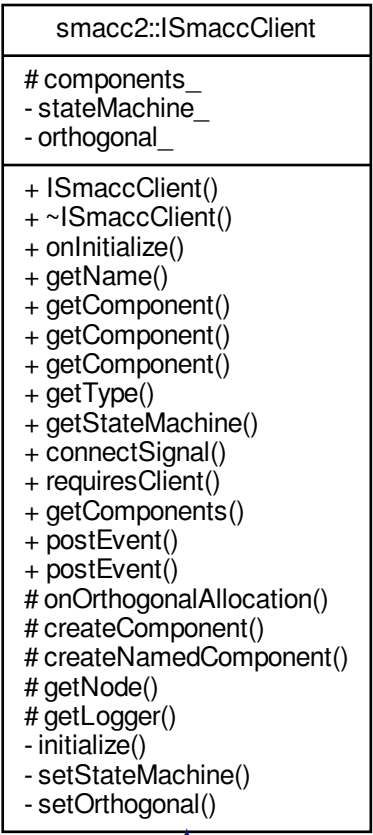 smacc2::ISmaccClient
# components_
- stateMachine_
- orthogonal_
+ ISmaccClient()
+ ~ISmaccClient()
+ onInitialize()
+ getName()
+ getComponent()
+ getComponent()
+ getComponent()
+ getType()
+ getStateMachine()
+ connectSignal()
+ requiresClient()
+ getComponents()
+ postEvent()
+ postEvent()
# onOrthogonalAllocation()
# createComponent()
# createNamedComponent()
# getNode()
# getLogger()
- initialize()
- setStateMachine()
- setOrthogonal()